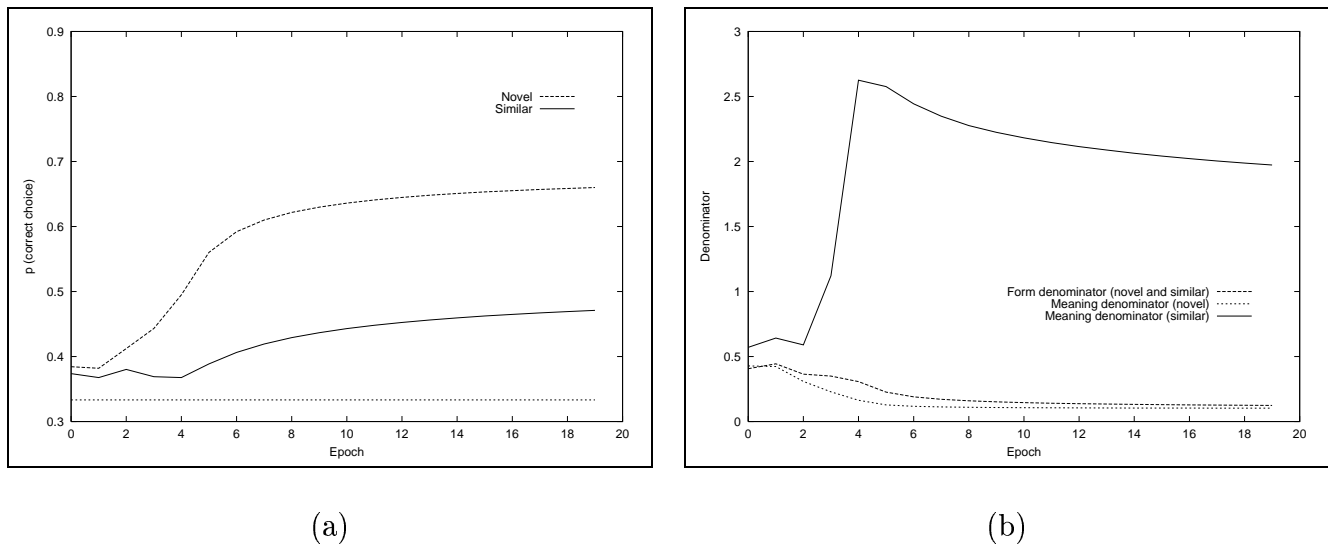 0.9
0.8
0.7
0.6
0.5
0.4
0.3
p (correct choice)
Novel
Similar
0 2 4 6 8 10 12 14 16 18 20
Epoch
(a)
3
2.5
2
1.5
1
0.5
0
Denominator
Form denominator (novel and similar)
Meaning denominator (novel)
Meaning denominator (similar)
0 2 4 6 8 10 12 14 16 18 20
Epoch
(b)